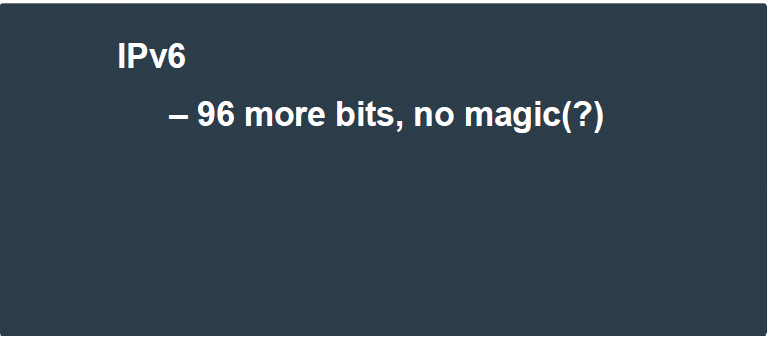 IPv6
– 96 more bits, no magic(?)